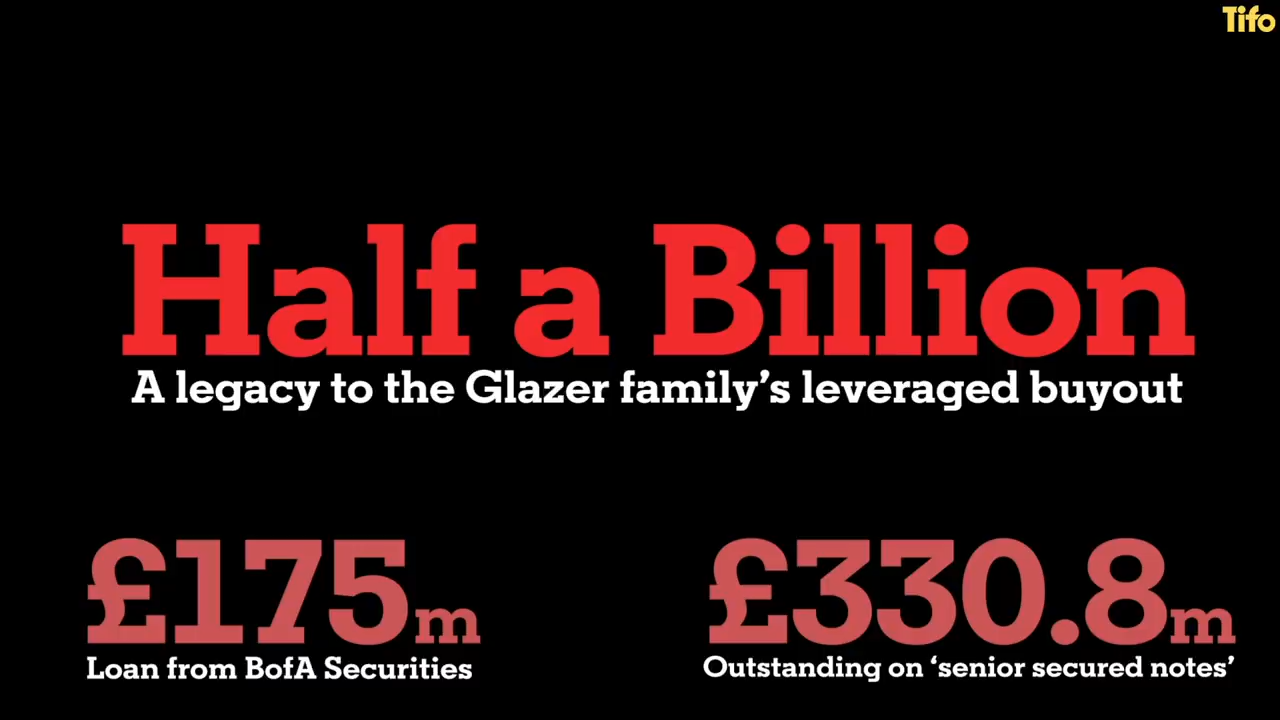 Tifo
Half a Billion
A legacy to the Glazer family’s leveraged buyout
£175m
Loan from BofA Securities
£330.8m
Outstanding on ‘senior secured notes’